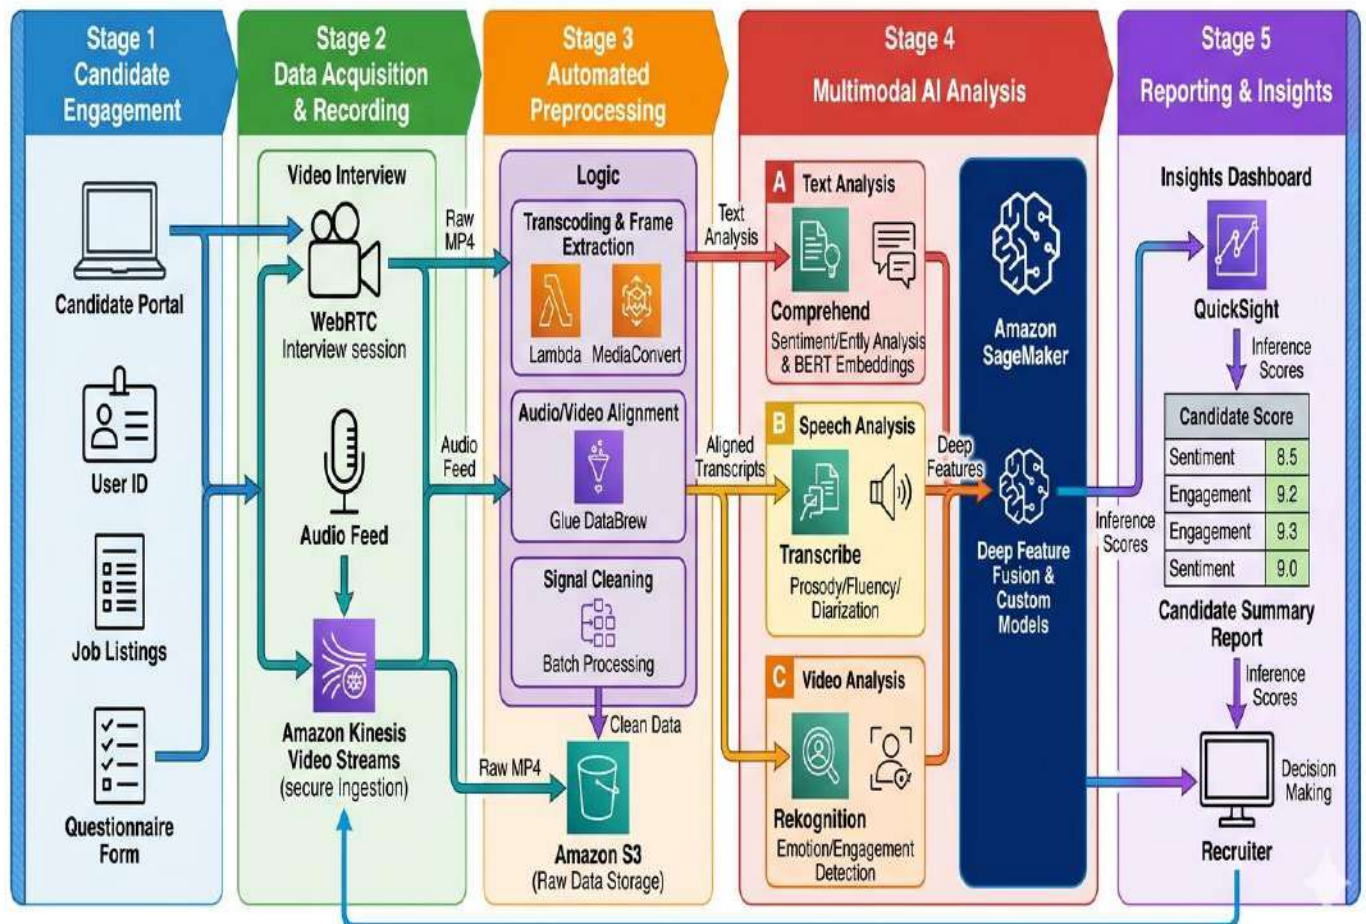 Stage 1
Candidate
Engagement
Candidate Portal
User ID
Job Listings
Questionnaire
Form
Stage 2
Data Acquisition
& Recording
Video Interview
WebRTC
Interview session
Audio Feed
Amazon Kinesis
Video Streams
(secure Ingestion)
Raw
MP4
Audio
Feed
Raw MP4
Stage 3
Automated
Preprocessing
Logic
Transcoding & Frame
Extraction
Lambda
MediaConvert
Audio/Video Alignment
Glue DataBrew
Signal Cleaning
Batch Processing
Clean Data
Amazon S3
(Raw Data Storage)
Text
Analysis
Aligned
Transcripts
Stage 4
Multimodal AI Analysis
A Text Analysis
Comprehend
Sentiment/Ently Analysis
& BERT Embeddings
B Speech Analysis
Transcribe
Prosody/Fluency/
Diarization
C Video Analysis
Rekognition
Emotion/Engagement
Detection
Deep
Features
Amazon
SageMaker
Deep Feature
Fusion &
Custom
Models
Inference
Scores
Stage 5
Reporting & Insights
Insights Dashboard
QuickSight
Inference
Scores
Candidate Score
Sentiment 8.5
Engagement 9.2
Engagement 9.3
Sentiment 9.0
Candidate Summary
Report
Inference
Scores
Decision
Making
Recruiter